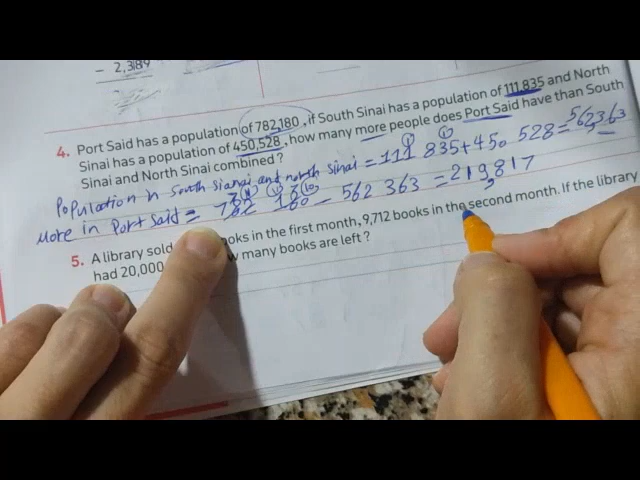 - 2,389
4. Port Said has a population of 782,180, if South Sinai has a population of 111,835 and North
Sinai has a population of 450,528, how many more people does Port Said have than South
Sinai and North Sinai combined?
Population in South Sianai and north Sinai = 111 835 + 450 528 = 562,363
More in Port Said = 782 180 - 562 363 = 219,817
5. A library sold books in the first month, 9,712 books in the second month. If the library
had 20,000 how many books are left?